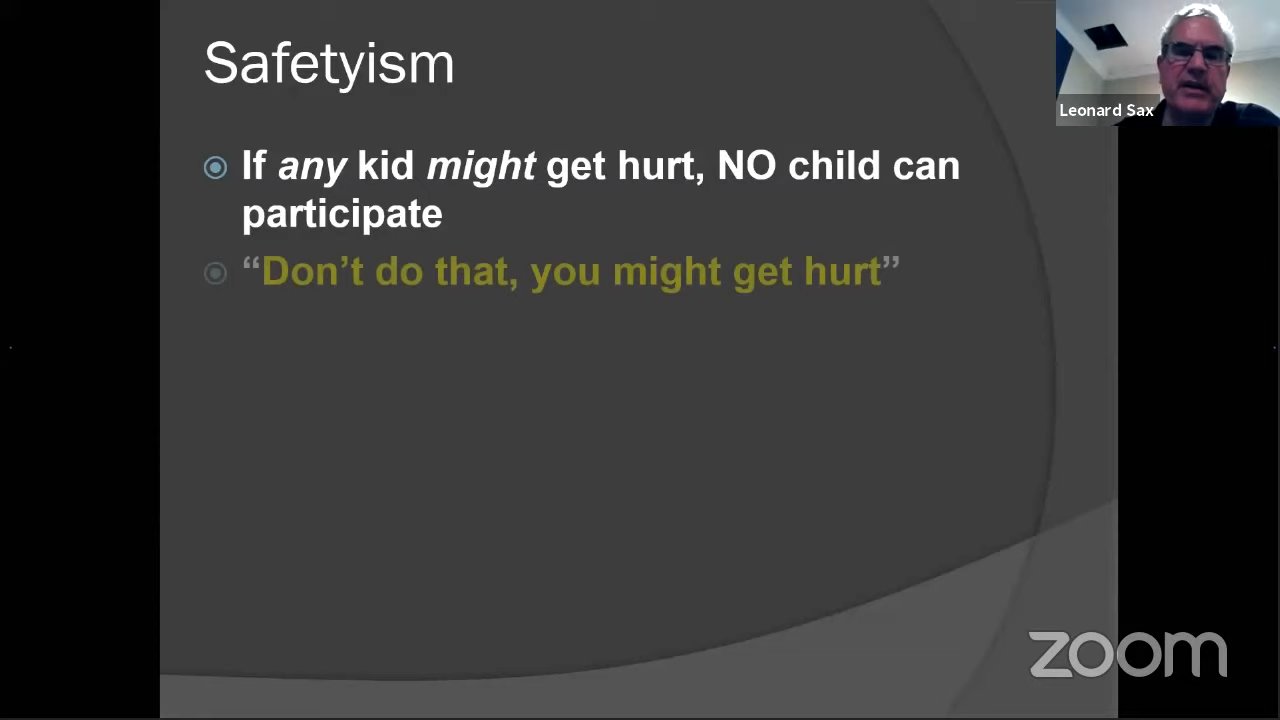 Safetyism
If any kid might get hurt, NO child can
participate
“Don’t do that, you might get hurt”
Leonard Sax
zoom